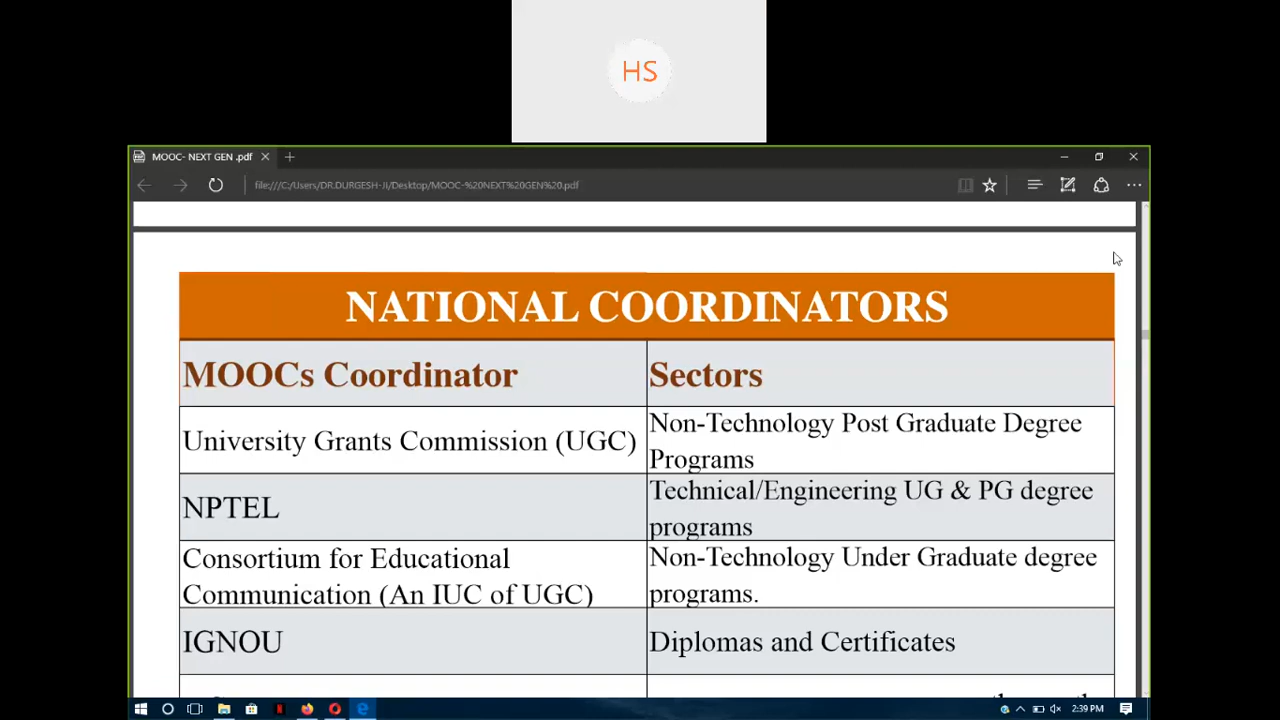 HS
MOOC- NEXT GEN .pdf
file:///C:/Users/DR.DURGESH-JI/Desktop/MOOC-%20NEXT%20GEN%20.pdf
NATIONAL COORDINATORS
MOOCs Coordinator
Sectors
University Grants Commission (UGC)
Non-Technology Post Graduate Degree
Programs
NPTEL
Technical/Engineering UG & PG degree
programs
Consortium for Educational
Communication (An IUC of UGC)
Non-Technology Under Graduate degree
programs.
IGNOU
Diplomas and Certificates
2:39 PM